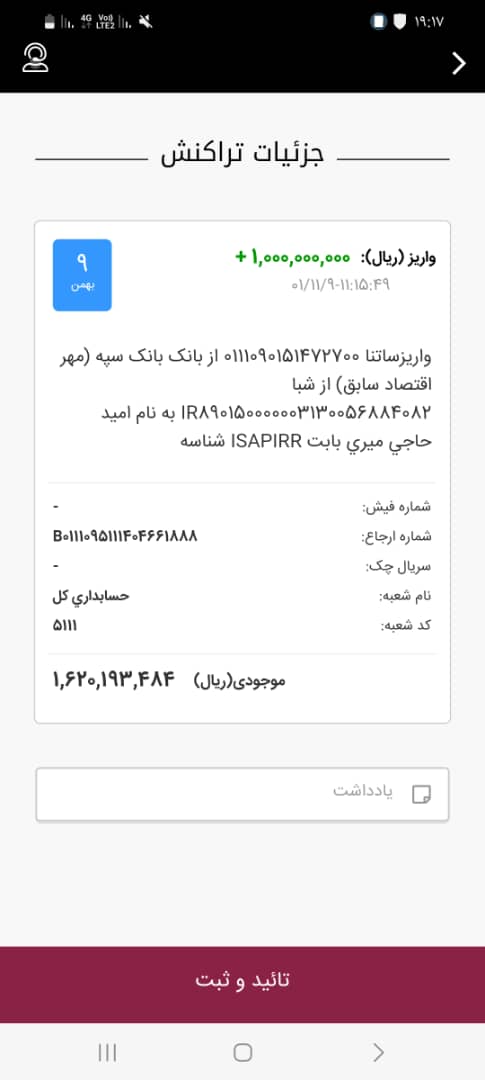 4G Vo)) LTE2 ۱۹:۱۷
جزئیات تراکنش
۹
بهمن
واریز (ریال): ۱,۰۰۰,۰۰۰,۰۰۰ +
۰۱/۱۱/۹-۱۱:۱۵:۴۹
واریزساتنا ۰۱۱۱۰۹۰۱۵۱۴۷۲۷۰۰ از بانک بانک سپه (مهر
اقتصاد سابق) از شبا
IR۸۹۰۱۵۰۰۰۰۰۰۳۱۳۰۰۵۶۸۸۴۰۸۲ به نام امید
حاجي میري بابت ISAPIRR شناسه
شماره فیش: -
شماره ارجاع: B۰۱۱۱۰۹۵۱۱۱۴۰۴۶۶۱۸۸۸
سریال چک: -
نام شعبه: حسابداري کل
کد شعبه: ۵۱۱۱
موجودی(ریال) ۱,۶۲۰,۱۹۳,۴۸۴
یادداشت
تائید و ثبت